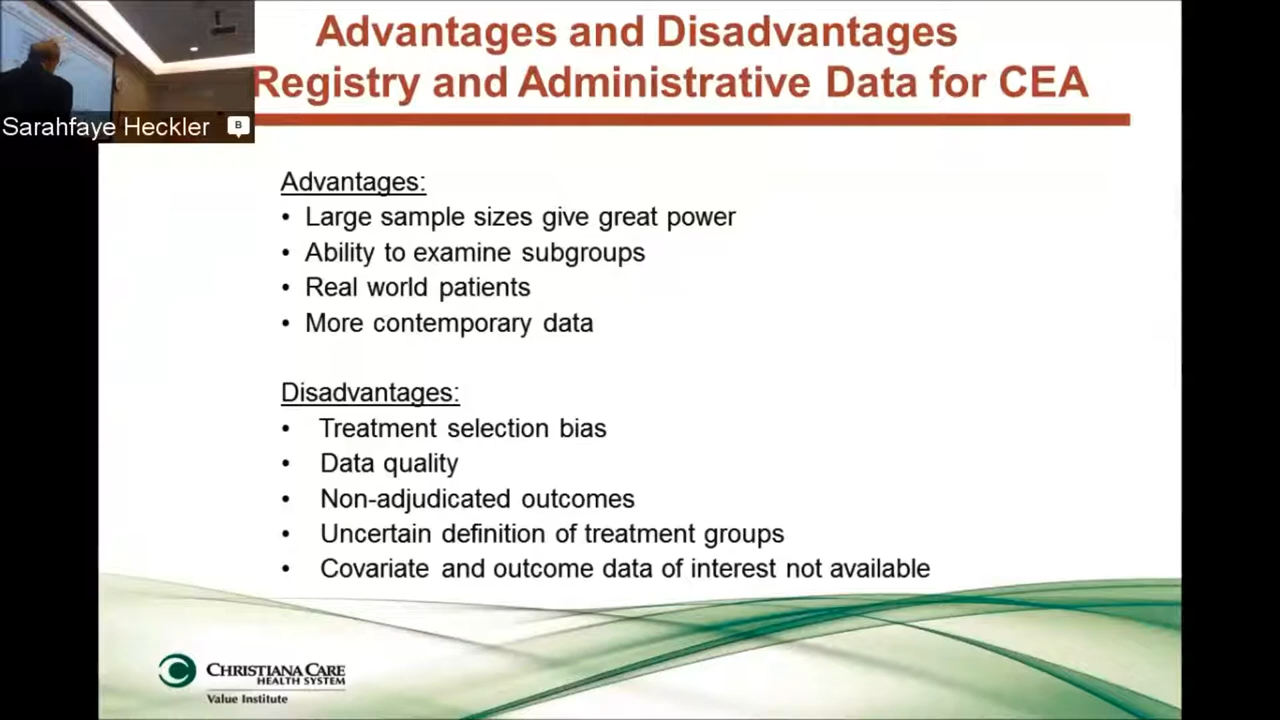 Advantages and Disadvantages
Registry and Administrative Data for CEA
Sarahfaye Heckler B
Advantages:
• Large sample sizes give great power
• Ability to examine subgroups
• Real world patients
• More contemporary data
Disadvantages:
• Treatment selection bias
• Data quality
• Non-adjudicated outcomes
• Uncertain definition of treatment groups
• Covariate and outcome data of interest not available
CHRISTIANA CARE
HEALTH SYSTEM
Value Institute